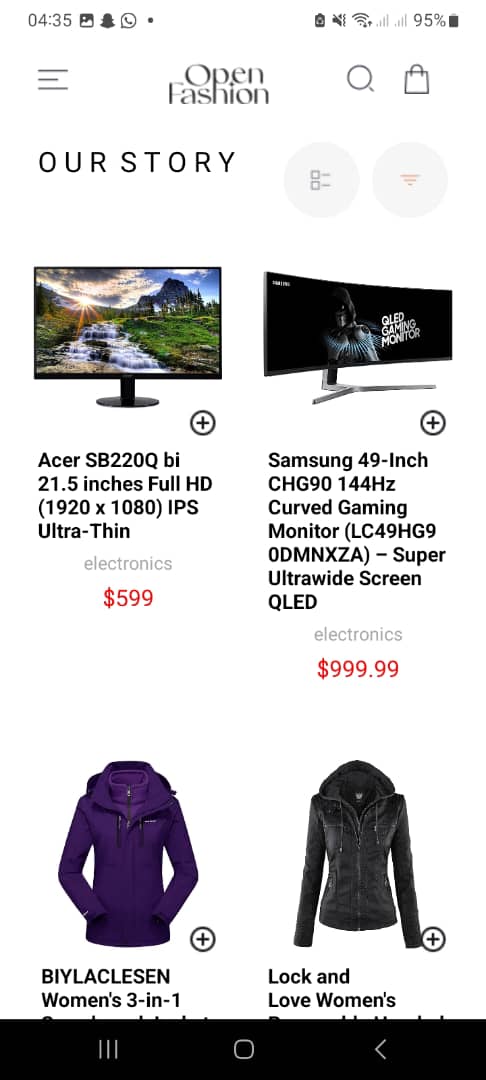 04:35
95%
Open
Fashion
OUR STORY
SAMSUNG
QLED
GAMING
MONITOR
Acer SB220Q bi
21.5 inches Full HD
(1920 x 1080) IPS
Ultra-Thin
electronics
$599
Samsung 49-Inch
CHG90 144Hz
Curved Gaming
Monitor (LC49HG9
0DMNXZA) – Super
Ultrawide Screen
QLED
electronics
$999.99
BIYLACLESEN
Women's 3-in-1
Lock and
Love Women's